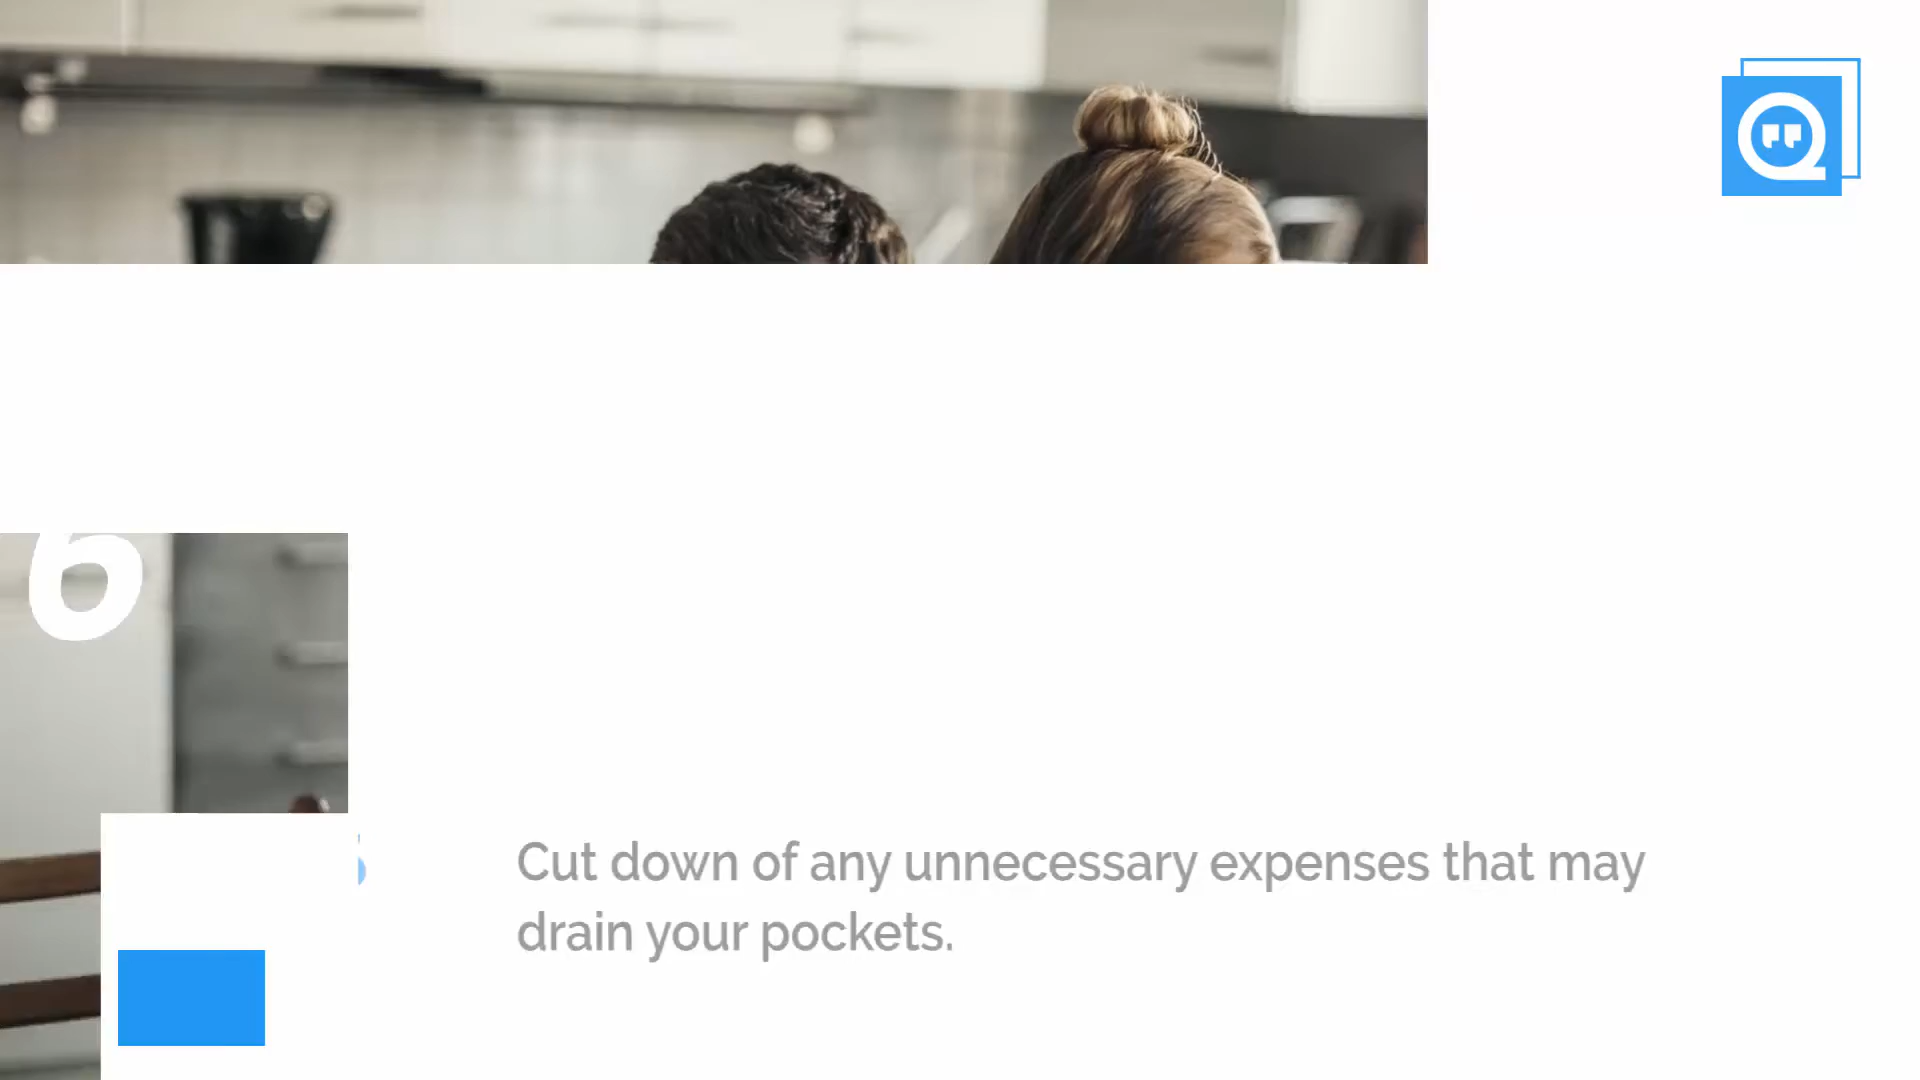 6
Cut down of any unnecessary expenses that may
drain your pockets.